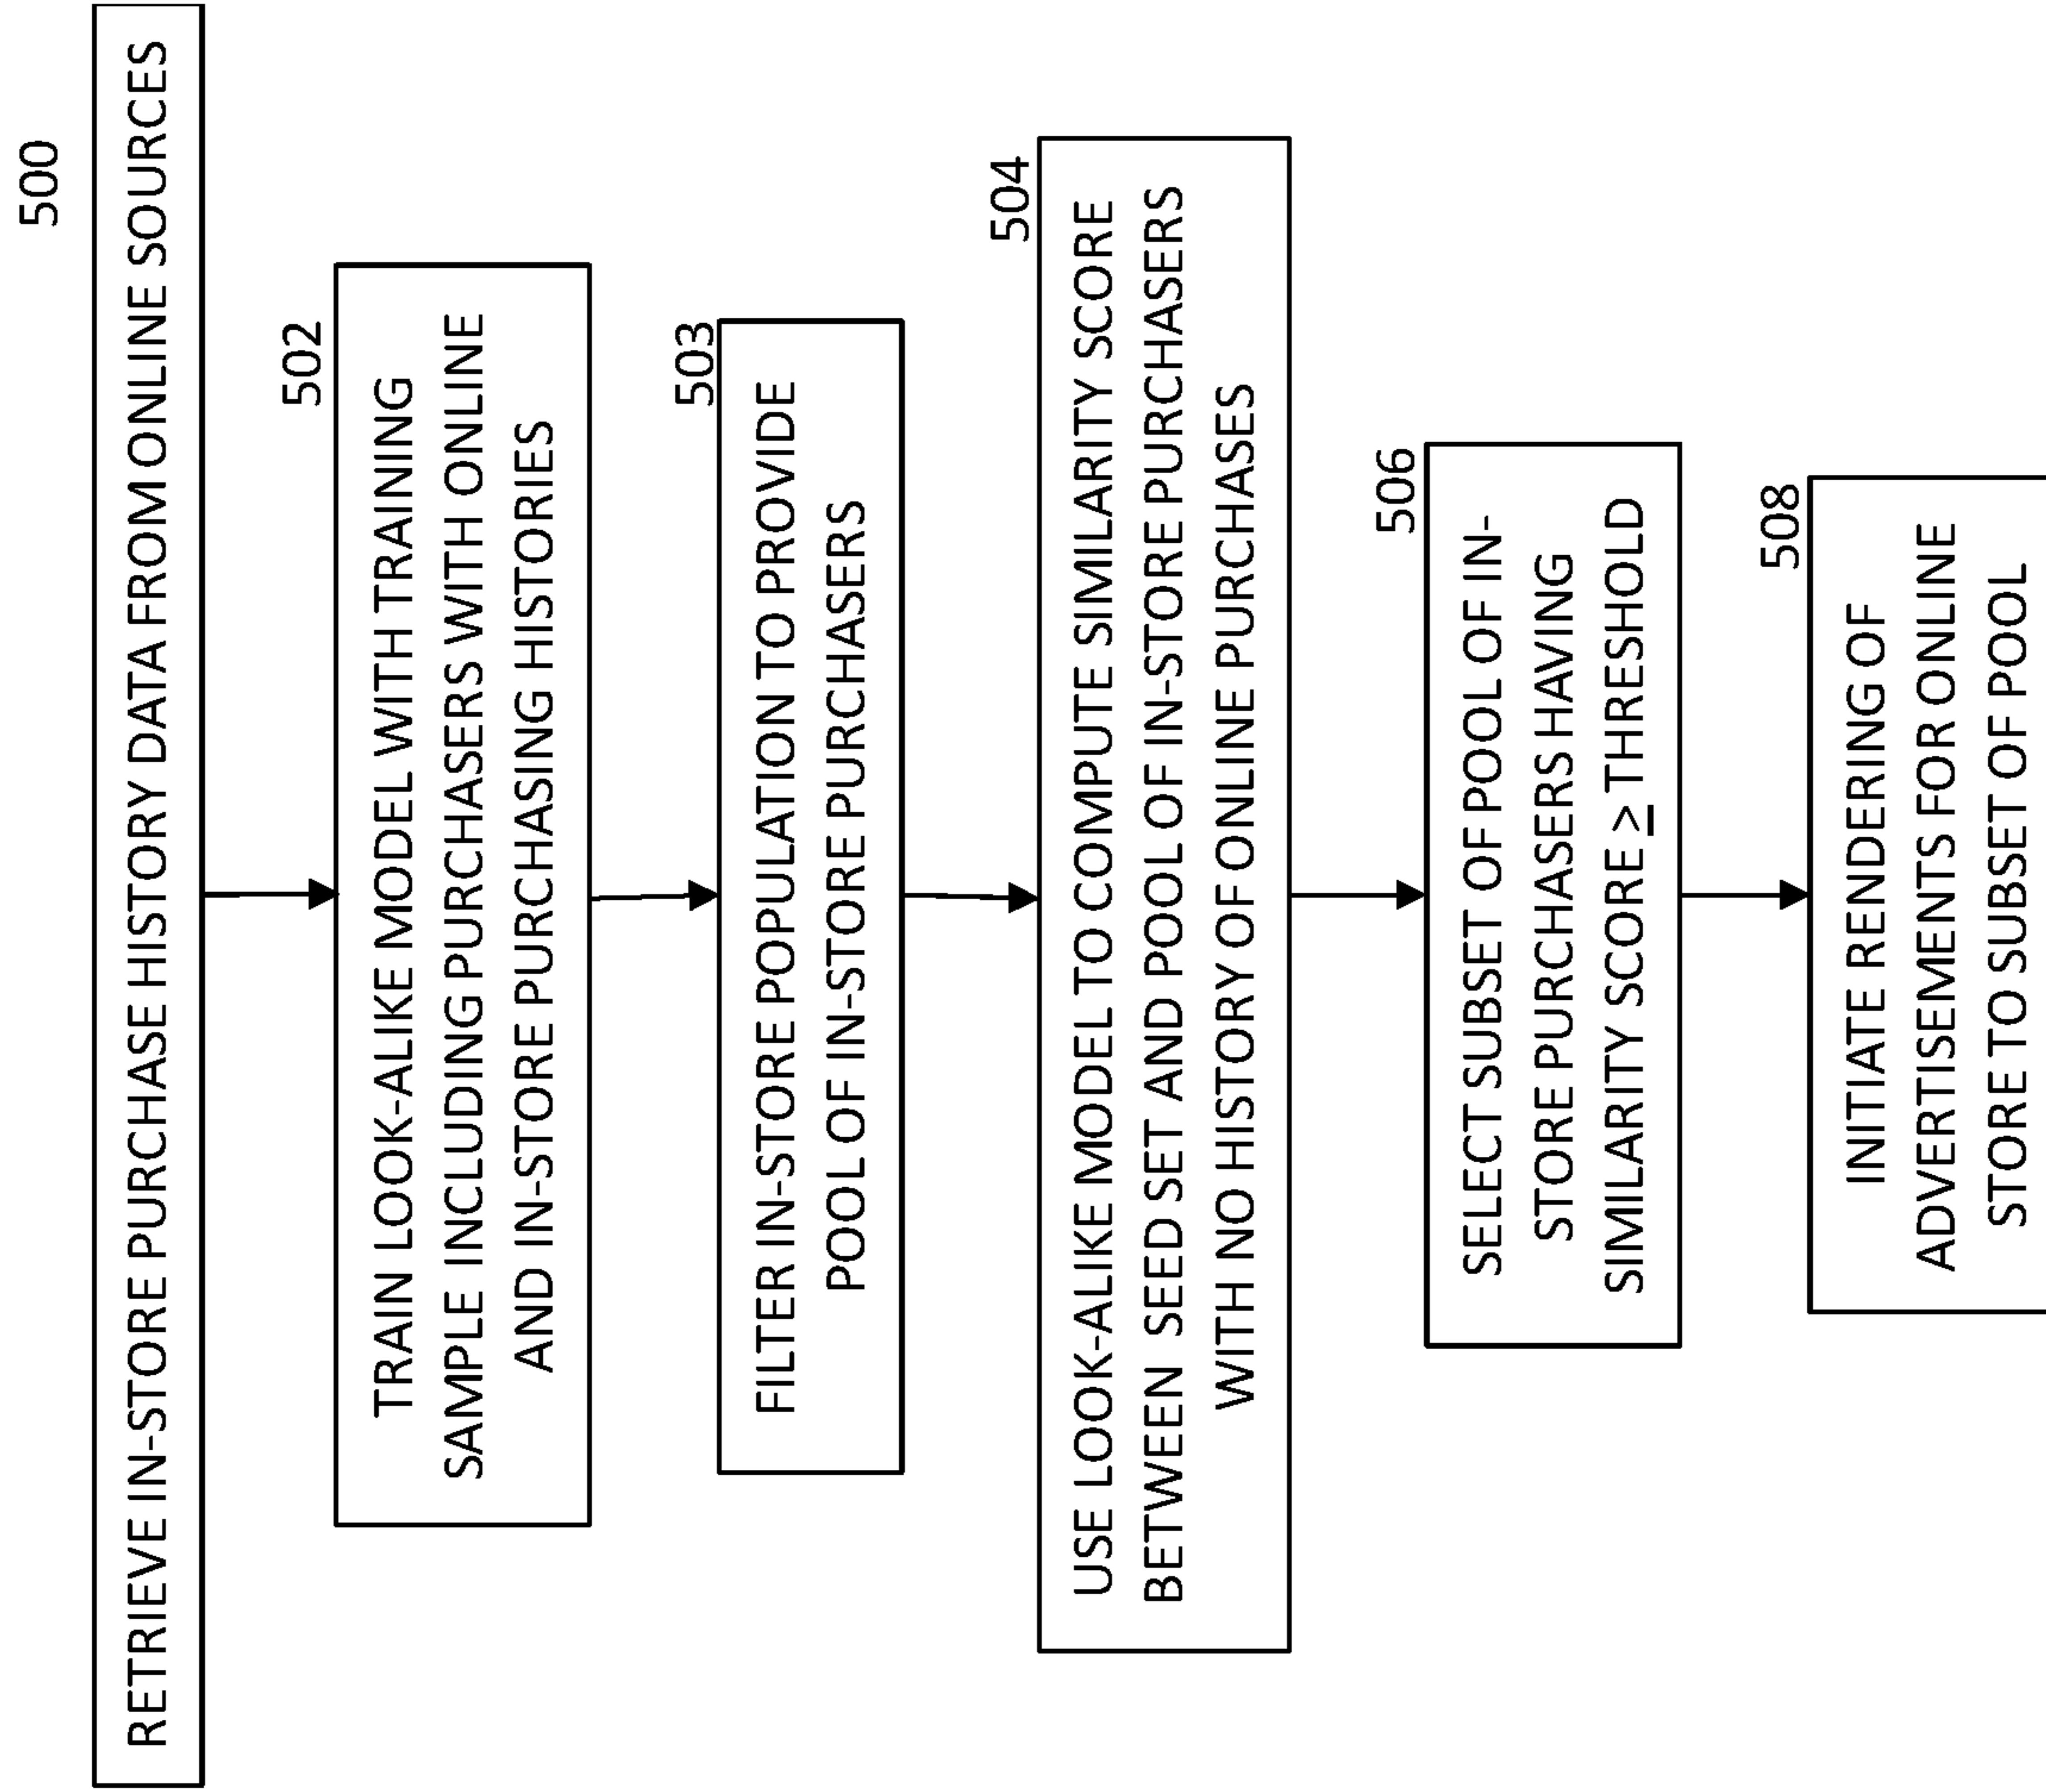 500
RETRIEVE IN-STORE PURCHASE HISTORY DATA FROM ONLINE SOURCES
502
TRAIN LOOK-ALIKE MODEL WITH TRAINING
SAMPLE INCLUDING PURCHASERS WITH ONLINE
AND IN-STORE PURCHASING HISTORIES
503
FILTER IN-STORE POPULATION TO PROVIDE
POOL OF IN-STORE PURCHASERS
504
USE LOOK-ALIKE MODEL TO COMPUTE SIMILARITY SCORE
BETWEEN SEED SET AND POOL OF IN-STORE PURCHASERS
WITH NO HISTORY OF ONLINE PURCHASES
506
SELECT SUBSET OF POOL OF IN-
STORE PURCHASERS HAVING
SIMILARITY SCORE ≥ THRESHOLD
508
INITIATE RENDERING OF
ADVERTISEMENTS FOR ONLINE
STORE TO SUBSET OF POOL